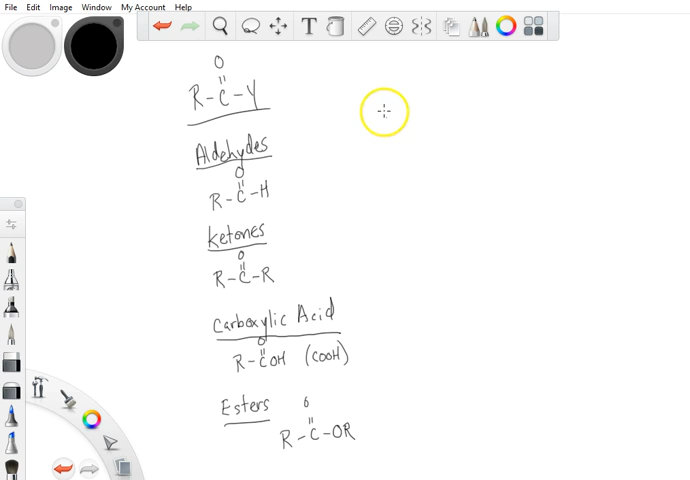 File Edit Image Window My Account Help
O
R-C-Y
Aldehydes
O
R-C-H
Ketones
O
R-C-R
Carboxylic Acid
O
R-COH (COOH)
Esters
O
R-C-OR